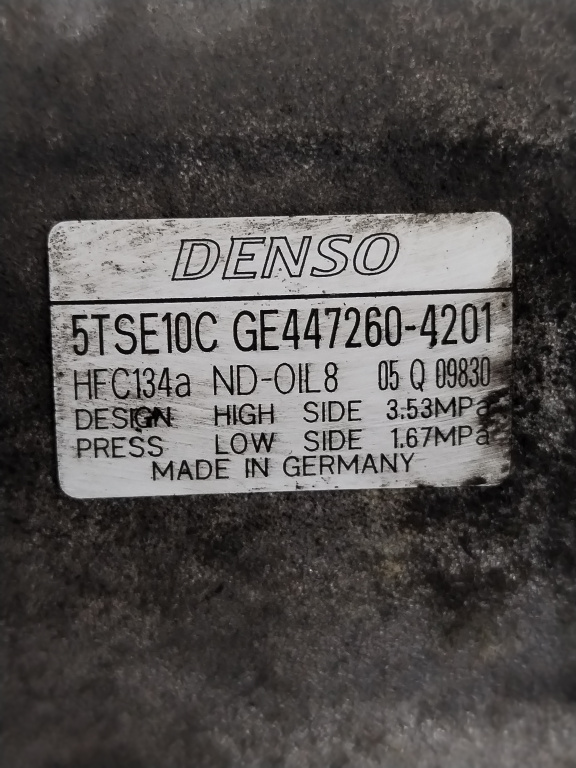 DENSO
5TSE10C GE447260-4201
HFC134a ND-OIL8 05 Q 09830
DESIGN HIGH SIDE 3.53MPa
PRESS LOW SIDE 1.67MPa
MADE IN GERMANY